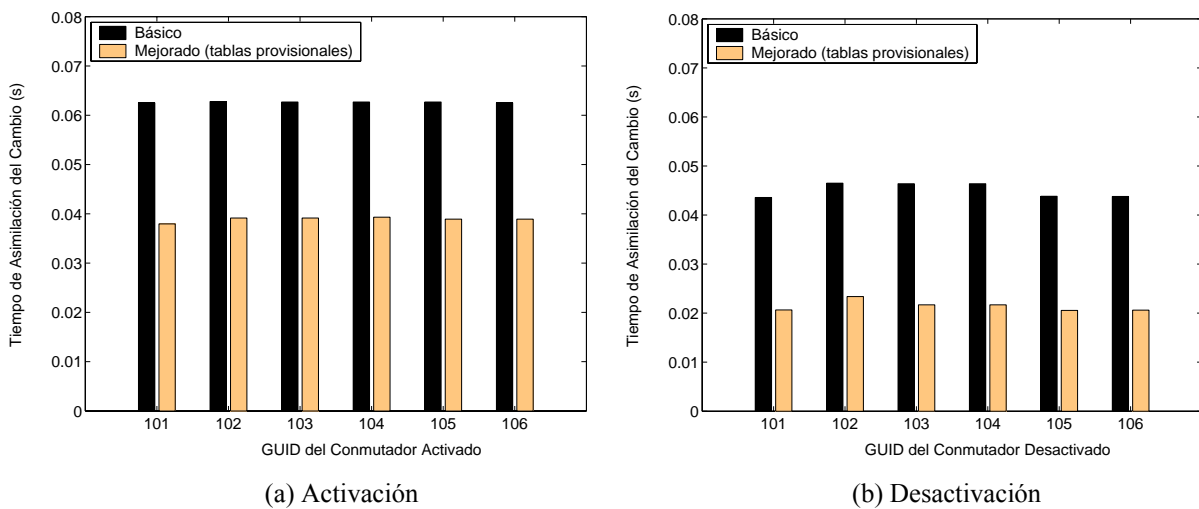 0.08
0.07
0.06
0.05
0.04
0.03
0.02
0.01
0
Tiempo de Asimilación del Cambio (s)
Básico
Mejorado (tablas provisionales)
101 102 103 104 105 106
GUID del Conmutador Activado
(a) Activación
0.08
0.07
0.06
0.05
0.04
0.03
0.02
0.01
0
Tiempo de Asimilación del Cambio (s)
Básico
Mejorado (tablas provisionales)
101 102 103 104 105 106
GUID del Conmutador Desactivado
(b) Desactivación